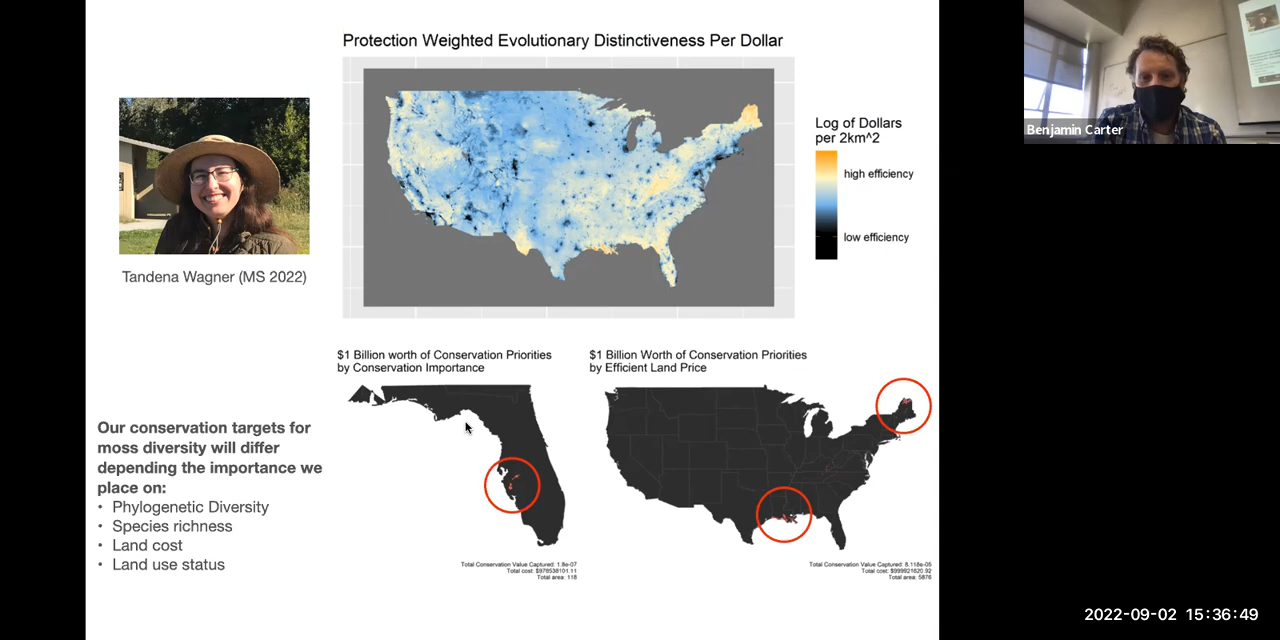 Protection Weighted Evolutionary Distinctiveness Per Dollar
Log of Dollars
per 2km^2
high efficiency
low efficiency
Tandena Wagner (MS 2022)
Benjamin Carter
$1 Billion worth of Conservation Priorities
by Conservation Importance
$1 Billion Worth of Conservation Priorities
by Efficient Land Price
Our conservation targets for
moss diversity will differ
depending the importance we
place on:
• Phylogenetic Diversity
• Species richness
• Land cost
• Land use status
Total Conservation Value Captured: 1.8e-07
Total cost: $978538101.11
Total area: 118
Total Conservation Value Captured: 8.118e-05
Total cost: $999921620.92
Total area: 5876
2022-09-02 15:36:49